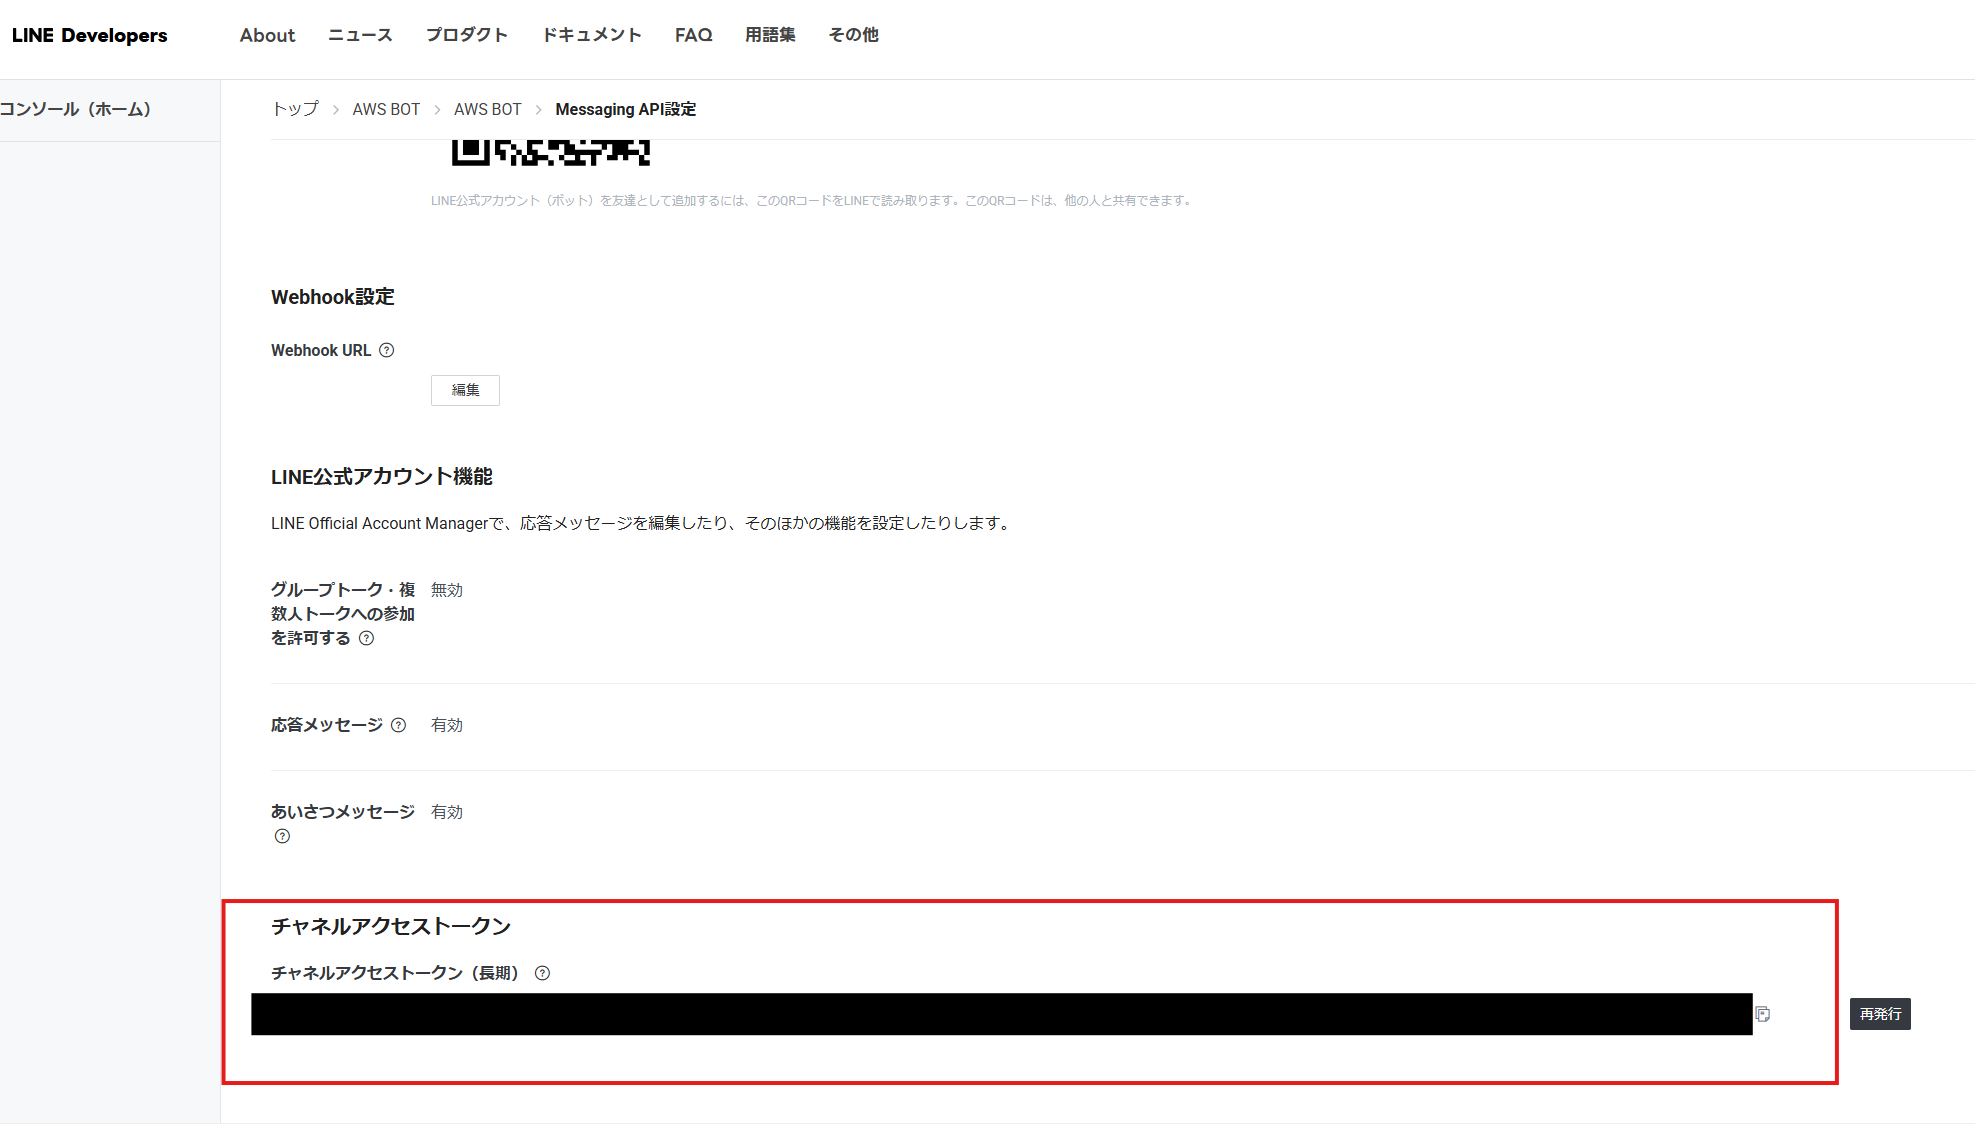 LINE Developers About ニュース プロダクト ドキュメント FAQ 用語集 その他
コンソール（ホーム）
トップ > AWS BOT > AWS BOT > Messaging API設定
LINE公式アカウント（ボット）を友達として追加するには、このQRコードをLINEで読み取ります。このQRコードは、他の人と共有できます。
Webhook設定
Webhook URL
編集
LINE公式アカウント機能
LINE Official Account Managerで、応答メッセージを編集したり、そのほかの機能を設定したりします。
グループトーク・複 無効
数人トークへの参加
を許可する
応答メッセージ 有効
あいさつメッセージ 有効
チャネルアクセストークン
チャネルアクセストークン（長期）
再発行